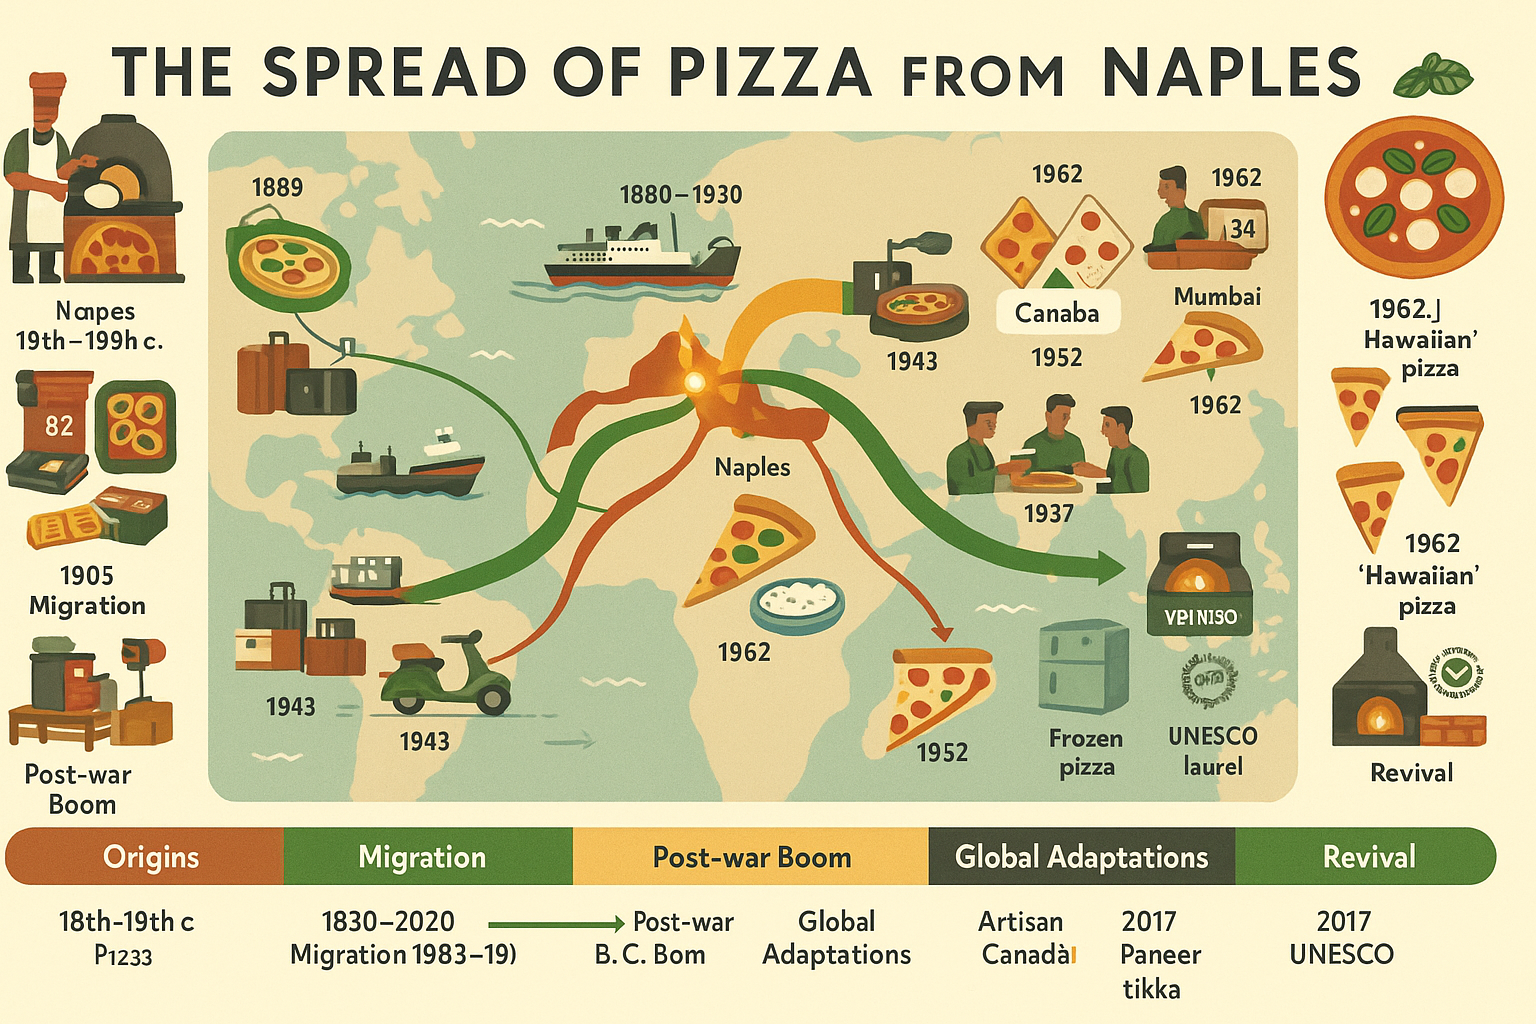 THE SPREAD OF PIZZA FROM NAPLES
Napes
19th–199h c.
82
1905
Migration
Post-war
Boom
1889
1880–1930
1962
1962
34
Canaba
1952
Mumbai
1962
1943
1937
Naples
1962
1943
1943
1952
VPI NISO
Frozen
pizza
UNESCO
laurel
1962.⌋
Hawaiian’
pizza
1962
‘Hawaiian’
pizza
Revival
Origins
Migration
Post-war Boom
Global Adaptations
Revival
18th-19th c
P1233
1830–2020
Migration 1983–19)
Post-war
B.C. Bom
Global
Adaptations
Artisan
Canadàı
2017
Paneer
tikka
2017
UNESCO